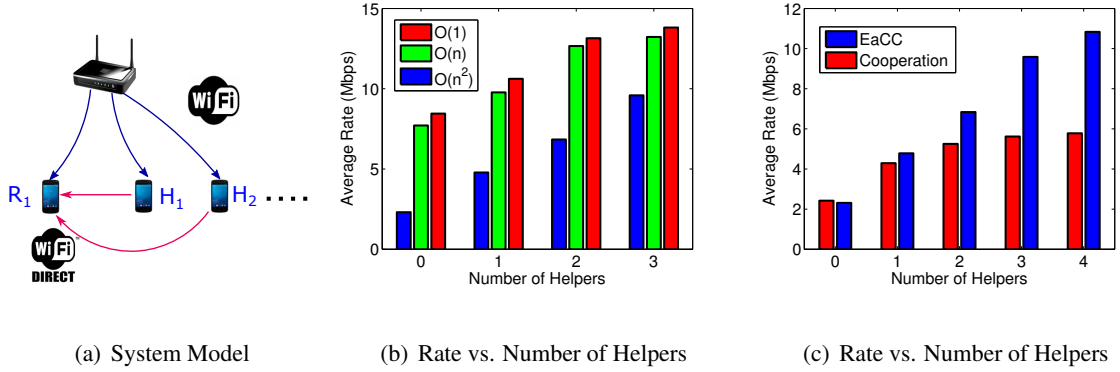 Wi Fi
R1
H1
H2
....
Wi Fi
DIRECT
(a) System Model
15
10
5
0
Average Rate (Mbps)
O(1)
O(n)
O(n²)
0 1 2 3
Number of Helpers
(b) Rate vs. Number of Helpers
12
10
8
6
4
2
0
Average Rate (Mbps)
EaCC
Cooperation
0 1 2 3 4
Number of Helpers
(c) Rate vs. Number of Helpers